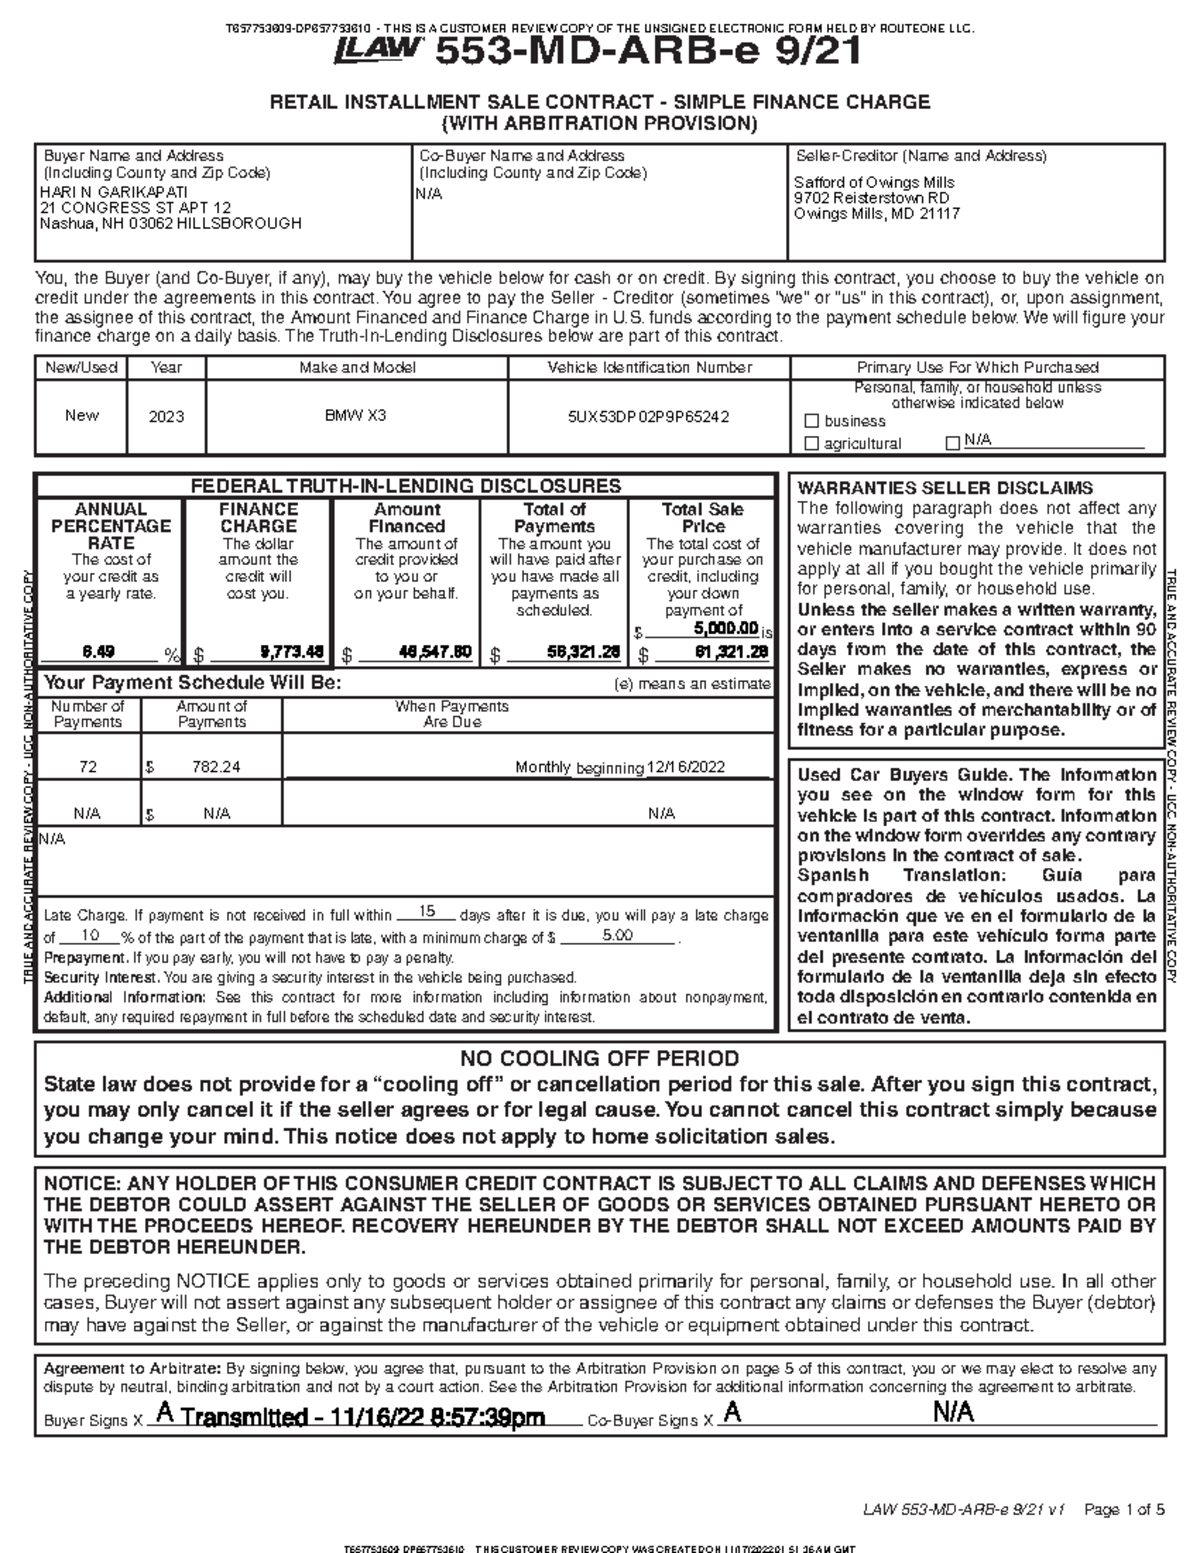 T657753609-DP657753610 - THIS IS A CUSTOMER REVIEW COPY OF THE UNSIGNED ELECTRONIC FORM HELD BY ROUTEONE LLC.
LAW 553-MD-ARB-e 9/21
RETAIL INSTALLMENT SALE CONTRACT - SIMPLE FINANCE CHARGE
(WITH ARBITRATION PROVISION)
Buyer Name and Address
(Including County and Zip Code)
HARI N GARIKAPATI
21 CONGRESS ST APT 12
Nashua, NH 03062 HILLSBOROUGH
Co-Buyer Name and Address
(Including County and Zip Code)
N/A
Seller-Creditor (Name and Address)
Safford of Owings Mills
9702 Reisterstown RD
Owings Mills, MD 21117
You, the Buyer (and Co-Buyer, if any), may buy the vehicle below for cash or on credit. By signing this contract, you choose to buy the vehicle on
credit under the agreements in this contract. You agree to pay the Seller - Creditor (sometimes "we" or "us" in this contract), or, upon assignment,
the assignee of this contract, the Amount Financed and Finance Charge in U.S. funds according to the payment schedule below. We will figure your
finance charge on a daily basis. The Truth-In-Lending Disclosures below are part of this contract.
New/Used Year Make and Model Vehicle Identification Number Primary Use For Which Purchased
New 2023 BMW X3 5UX53DP02P9P65242
Personal, family, or household unless
otherwise indicated below
business
agricultural N/A
FEDERAL TRUTH-IN-LENDING DISCLOSURES
ANNUAL
PERCENTAGE
RATE
The cost of
your credit as
a yearly rate.
6.49 %
FINANCE
CHARGE
The dollar
amount the
credit will
cost you.
$ 9,773.48
Amount
Financed
The amount of
credit provided
to you or
on your behalf.
$ 46,547.80
Total of
Payments
The amount you
will have paid after
you have made all
payments as
scheduled.
$ 56,321.28
Total Sale
Price
The total cost of
your purchase on
credit, including
your down
payment of
$ 5,000.00 is
$ 61,321.28
Your Payment Schedule Will Be: (e) means an estimate
Number of
Payments
Amount of
Payments
When Payments
Are Due
72 $ 782.24 Monthly beginning 12/16/2022
N/A $ N/A N/A
N/A
Late Charge. If payment is not received in full within 15 days after it is due, you will pay a late charge
of 10 % of the part of the payment that is late, with a minimum charge of $ 5.00 .
Prepayment. If you pay early, you will not have to pay a penalty.
Security Interest. You are giving a security interest in the vehicle being purchased.
Additional Information: See this contract for more information including information about nonpayment,
default, any required repayment in full before the scheduled date and security interest.
WARRANTIES SELLER DISCLAIMS
The following paragraph does not affect any
warranties covering the vehicle that the
vehicle manufacturer may provide. It does not
apply at all if you bought the vehicle primarily
for personal, family, or household use.
Unless the seller makes a written warranty,
or enters into a service contract within 90
days from the date of this contract, the
Seller makes no warranties, express or
implied, on the vehicle, and there will be no
implied warranties of merchantability or of
fitness for a particular purpose.
Used Car Buyers Guide. The information
you see on the window form for this
vehicle is part of this contract. Information
on the window form overrides any contrary
provisions in the contract of sale.
Spanish Translation: Guía para
compradores de vehículos usados. La
información que ve en el formulario de la
ventanilla para este vehículo forma parte
del presente contrato. La información del
formulario de la ventanilla deja sin efecto
toda disposición en contrario contenida en
el contrato de venta.
TRUE AND ACCURATE REVIEW COPY - UCC NON-AUTHORITATIVE COPY
TRUE AND ACCURATE REVIEW COPY - UCC NON-AUTHORITATIVE COPY
NO COOLING OFF PERIOD
State law does not provide for a “cooling off” or cancellation period for this sale. After you sign this contract,
you may only cancel it if the seller agrees or for legal cause. You cannot cancel this contract simply because
you change your mind. This notice does not apply to home solicitation sales.
NOTICE: ANY HOLDER OF THIS CONSUMER CREDIT CONTRACT IS SUBJECT TO ALL CLAIMS AND DEFENSES WHICH
THE DEBTOR COULD ASSERT AGAINST THE SELLER OF GOODS OR SERVICES OBTAINED PURSUANT HERETO OR
WITH THE PROCEEDS HEREOF. RECOVERY HEREUNDER BY THE DEBTOR SHALL NOT EXCEED AMOUNTS PAID BY
THE DEBTOR HEREUNDER.
The preceding NOTICE applies only to goods or services obtained primarily for personal, family, or household use. In all other
cases, Buyer will not assert against any subsequent holder or assignee of this contract any claims or defenses the Buyer (debtor)
may have against the Seller, or against the manufacturer of the vehicle or equipment obtained under this contract.
Agreement to Arbitrate: By signing below, you agree that, pursuant to the Arbitration Provision on page 5 of this contract, you or we may elect to resolve any
dispute by neutral, binding arbitration and not by a court action. See the Arbitration Provision for additional information concerning the agreement to arbitrate.
Buyer Signs X A Transmitted - 11/16/22 8:57:39pm Co-Buyer Signs X A N/A
LAW 553-MD-ARB-e 9/21 v1 Page 1 of 5
T657753609-DP657753610 - THIS CUSTOMER REVIEW COPY WAS CREATED ON 11/17/2022 01:51:36 AM GMT